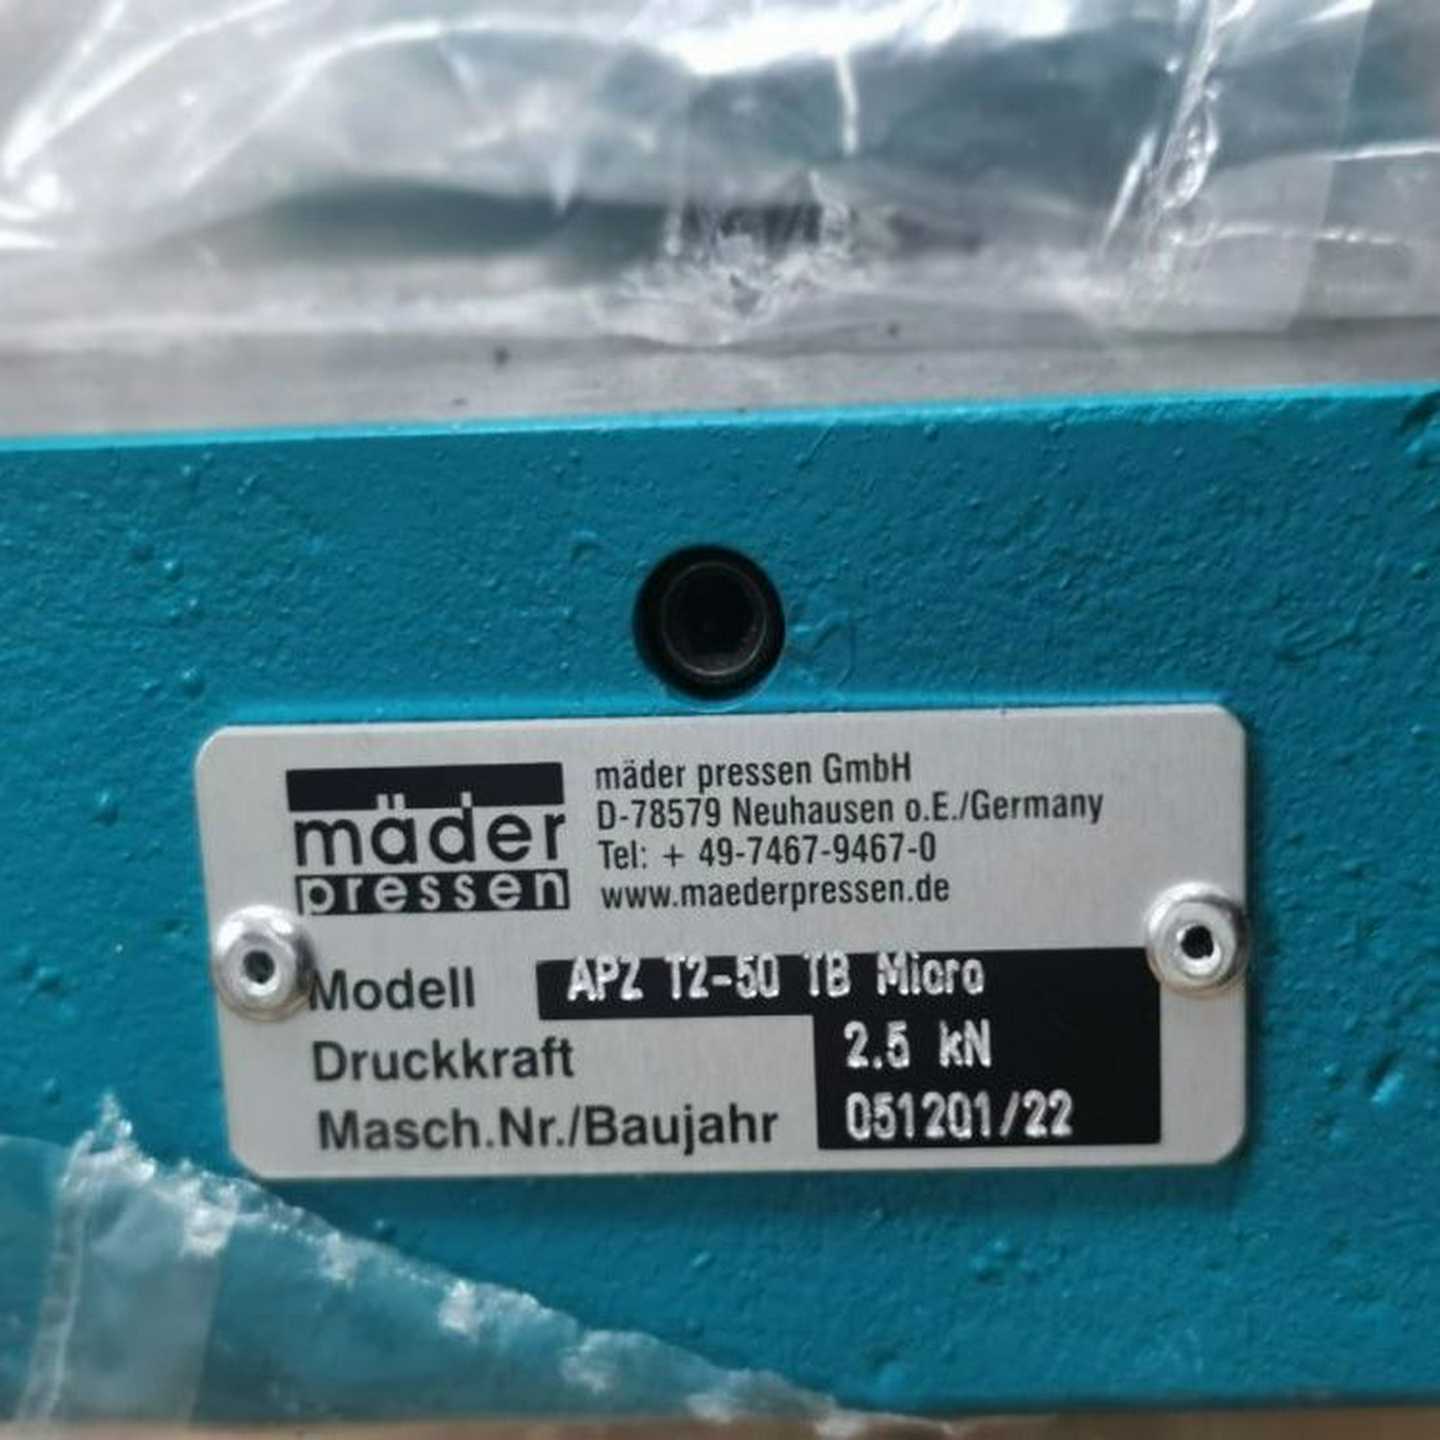 mäder
pressen
mäder pressen GmbH
D-78579 Neuhausen o.E./Germany
Tel: + 49-7467-9467-0
www.maederpressen.de
Modell APZ T2-50 TB Micro
Druckkraft 2.5 kN
Masch.Nr./Baujahr 051201/22